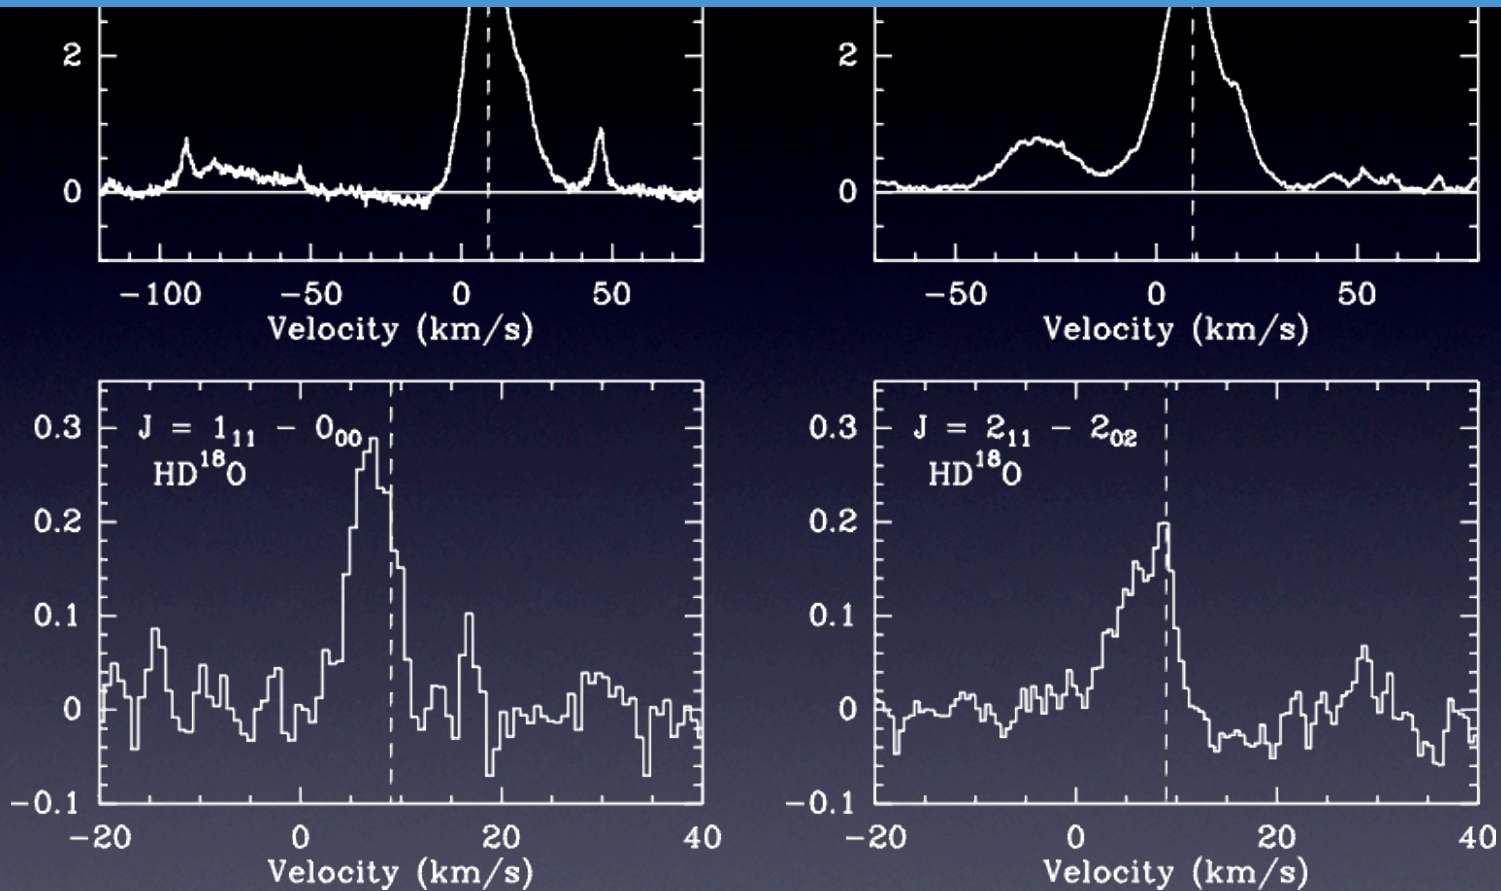 2 2
0 0
−100 −50 0 50 −50 0 50
Velocity (km/s) Velocity (km/s)
0.3 J = 1₁₁ − 0₀₀ 0.3 J = 2₁₁ − 2₀₂
HD¹⁸O HD¹⁸O
0.2 0.2
0.1 0.1
0 0
−0.1 −0.1
−20 0 20 40 −20 0 20 40
Velocity (km/s) Velocity (km/s)